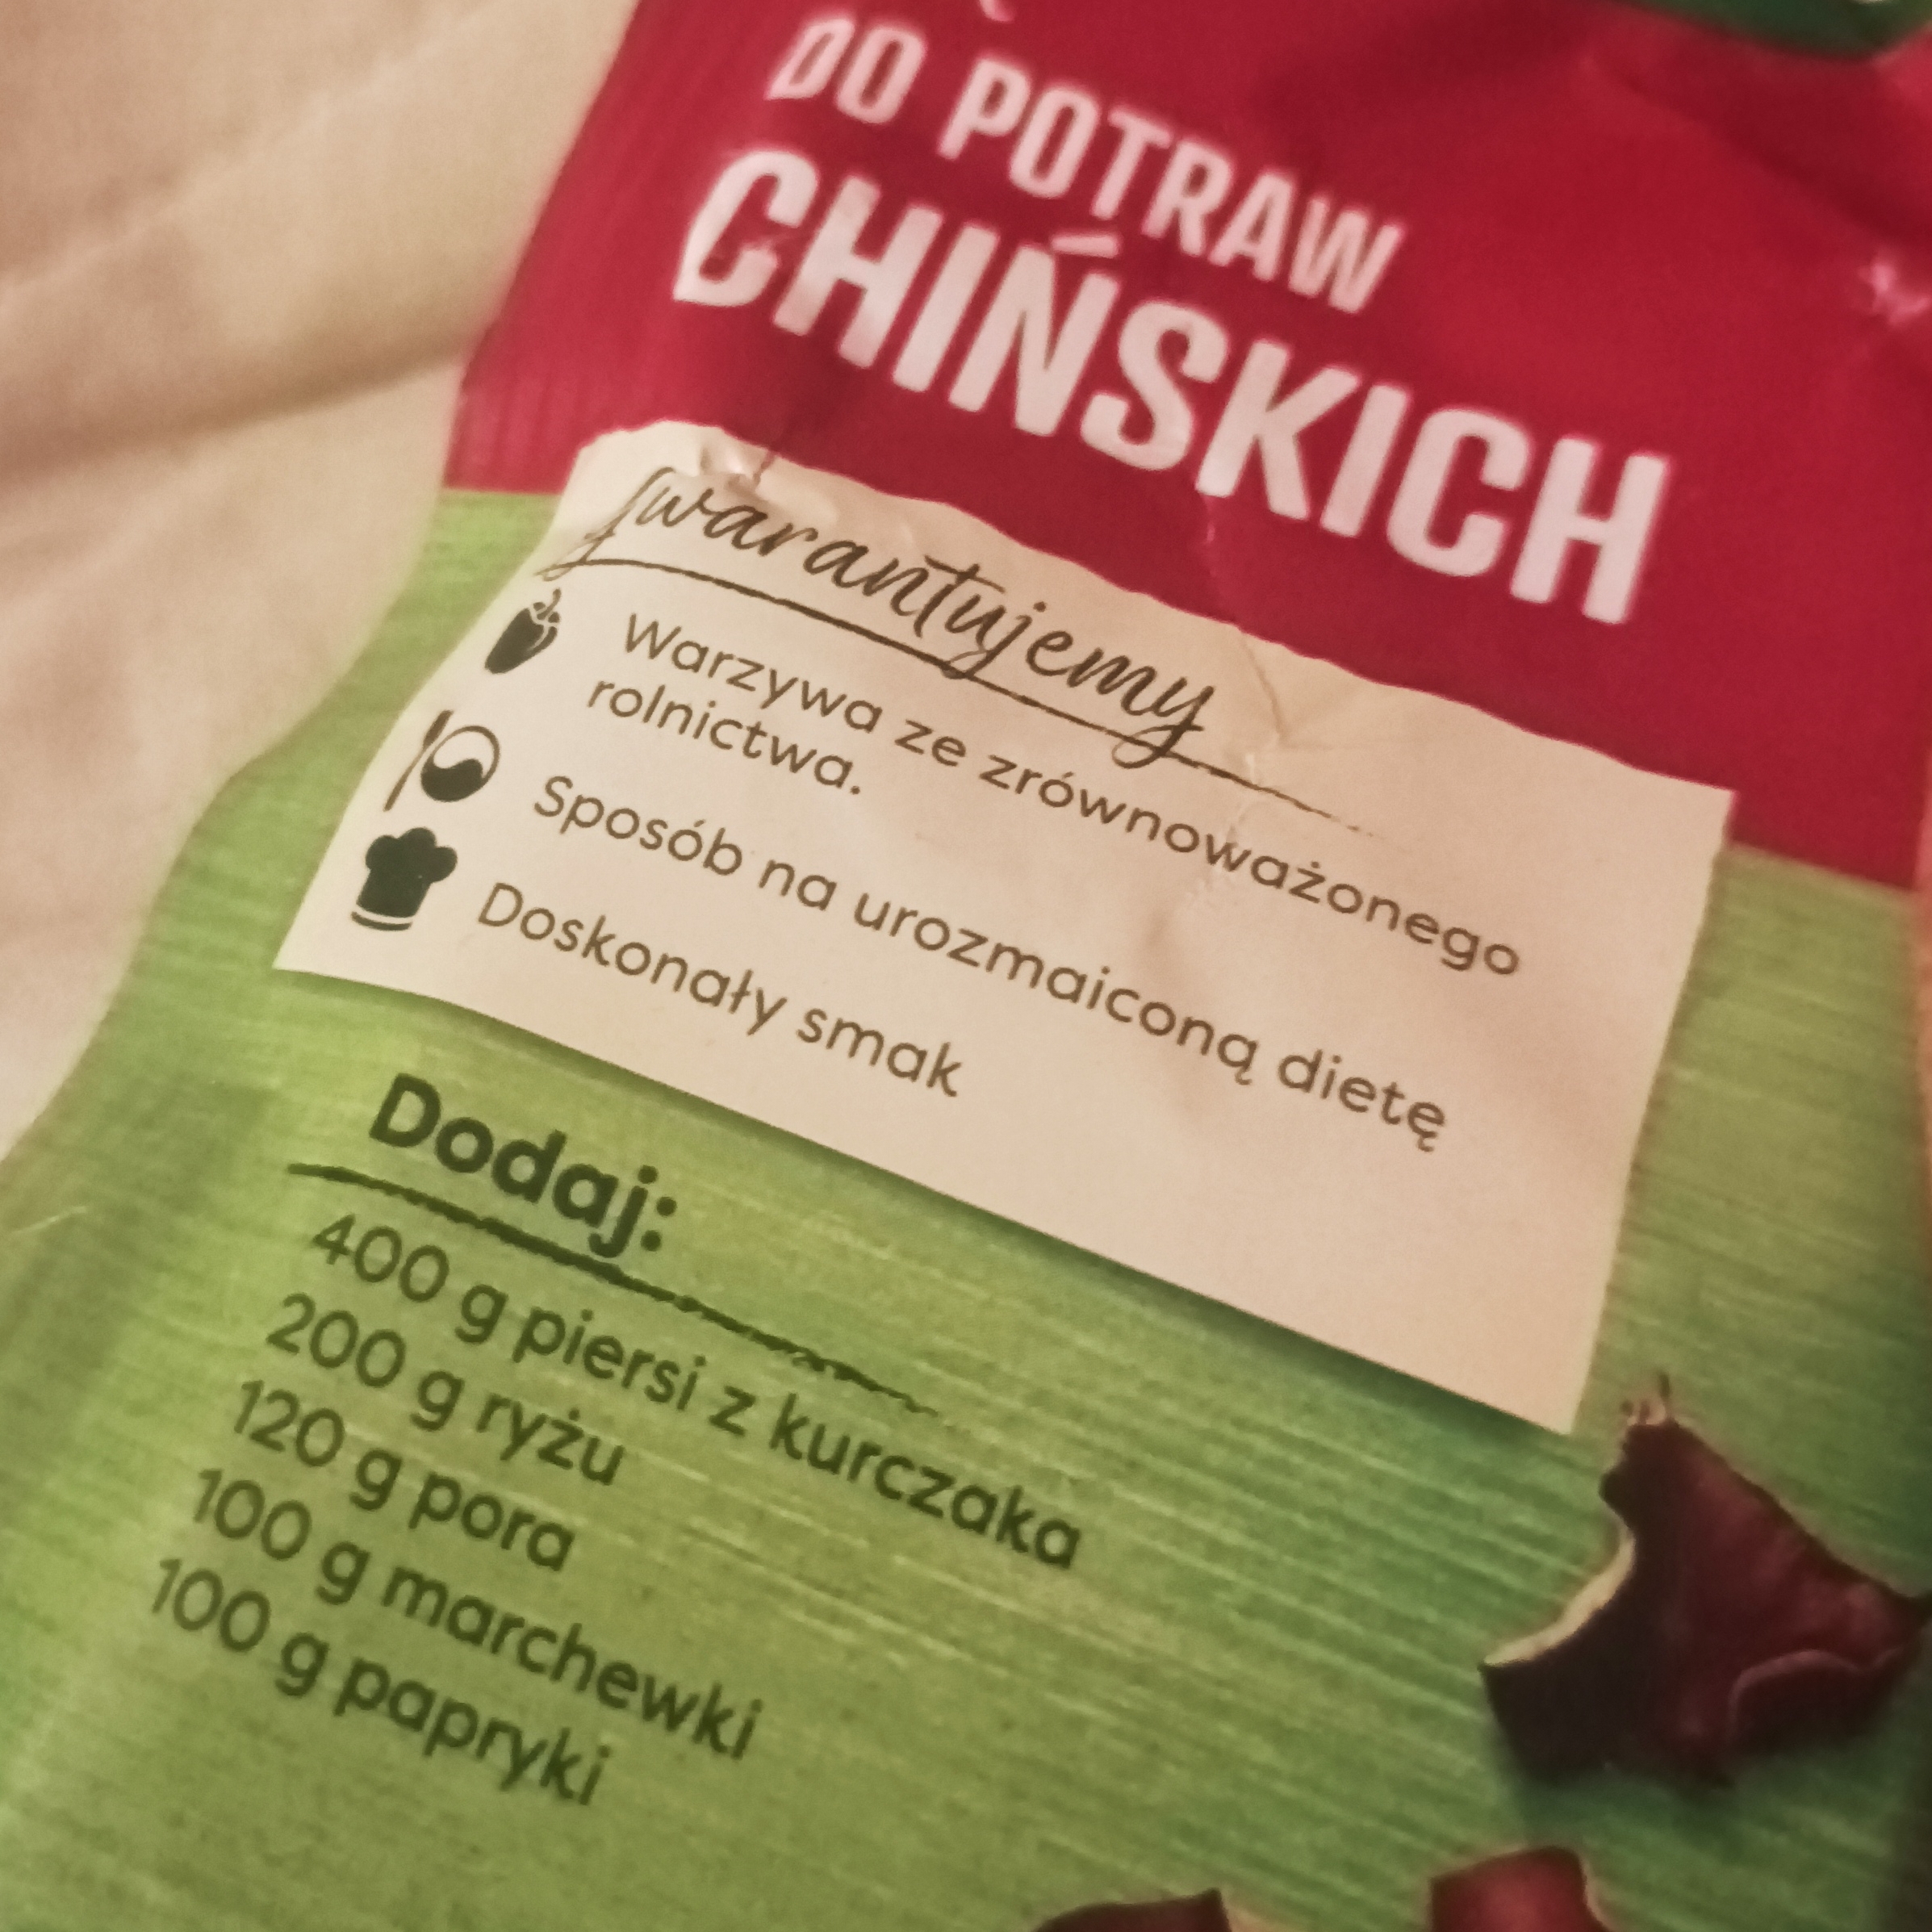 DO POTRAW
CHIŃSKICH
gwarantujemy
Warzywa ze zrównoważonego
rolnictwa.
Sposób na urozmaiconą dietę
Doskonały smak
Dodaj:
400 g piersi z kurczaka
200 g ryżu
120 g pora
100 g marchewki
100 g papryki